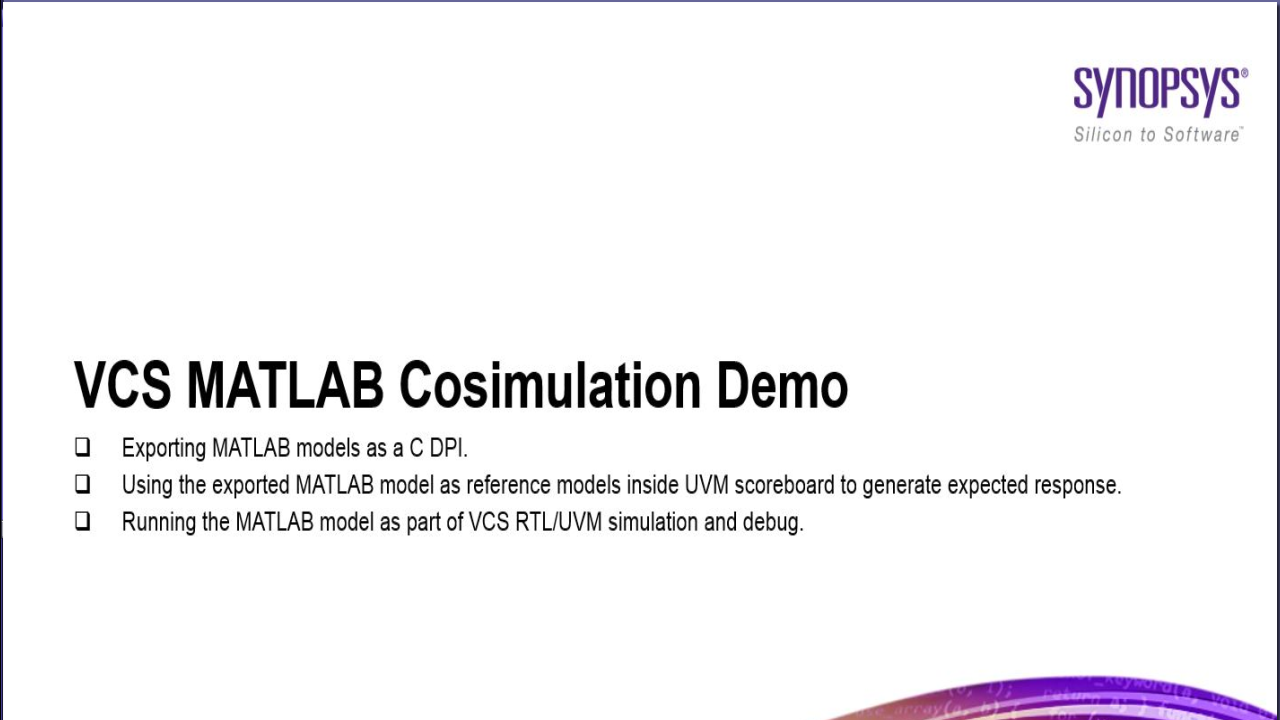 SYNOPSYS®
Silicon to Software™
VCS MATLAB Cosimulation Demo
❑ Exporting MATLAB models as a C DPI.
❑ Using the exported MATLAB model as reference models inside UVM scoreboard to generate expected response.
❑ Running the MATLAB model as part of VCS RTL/UVM simulation and debug.